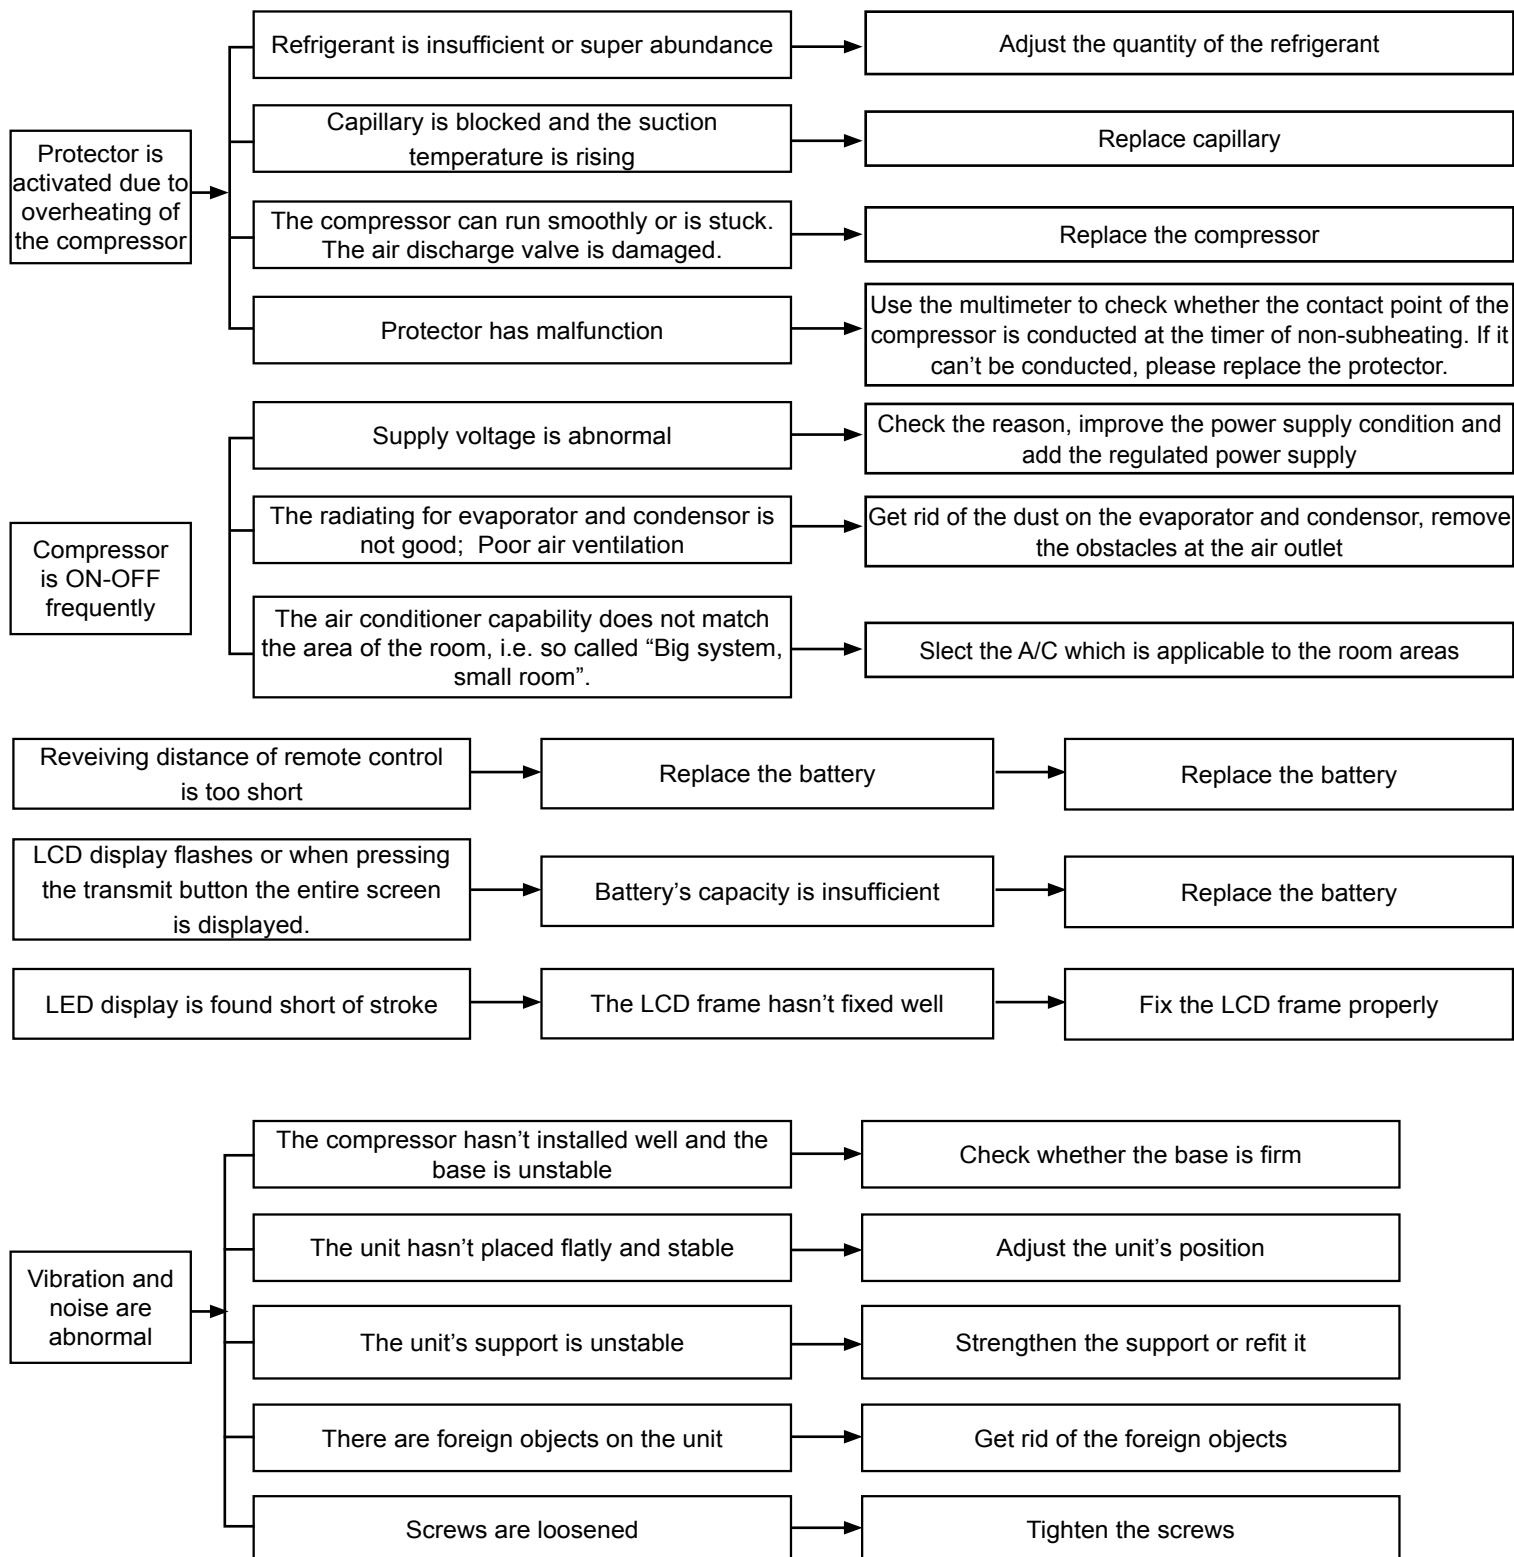 Refrigerant is insufficient or super abundance
Adjust the quantity of the refrigerant
Capillary is blocked and the suction
temperature is rising
Replace capillary
Protector is
activated due to
overheating of
the compressor
The compressor can run smoothly or is stuck.
The air discharge valve is damaged.
Replace the compressor
Protector has malfunction
Use the multimeter to check whether the contact point of the
compressor is conducted at the timer of non-subheating. If it
can’t be conducted, please replace the protector.
Supply voltage is abnormal
Check the reason, improve the power supply condition and
add the regulated power supply
Compressor
is ON-OFF
frequently
The radiating for evaporator and condensor is
not good; Poor air ventilation
Get rid of the dust on the evaporator and condensor, remove
the obstacles at the air outlet
The air conditioner capability does not match
the area of the room, i.e. so called “Big system,
small room”.
Slect the A/C which is applicable to the room areas
Reveiving distance of remote control
is too short
Replace the battery
Replace the battery
LCD display flashes or when pressing
the transmit button the entire screen
is displayed.
Battery’s capacity is insufficient
Replace the battery
LED display is found short of stroke
The LCD frame hasn’t fixed well
Fix the LCD frame properly
The compressor hasn’t installed well and the
base is unstable
Check whether the base is firm
The unit hasn’t placed flatly and stable
Adjust the unit’s position
Vibration and
noise are
abnormal
The unit’s support is unstable
Strengthen the support or refit it
There are foreign objects on the unit
Get rid of the foreign objects
Screws are loosened
Tighten the screws